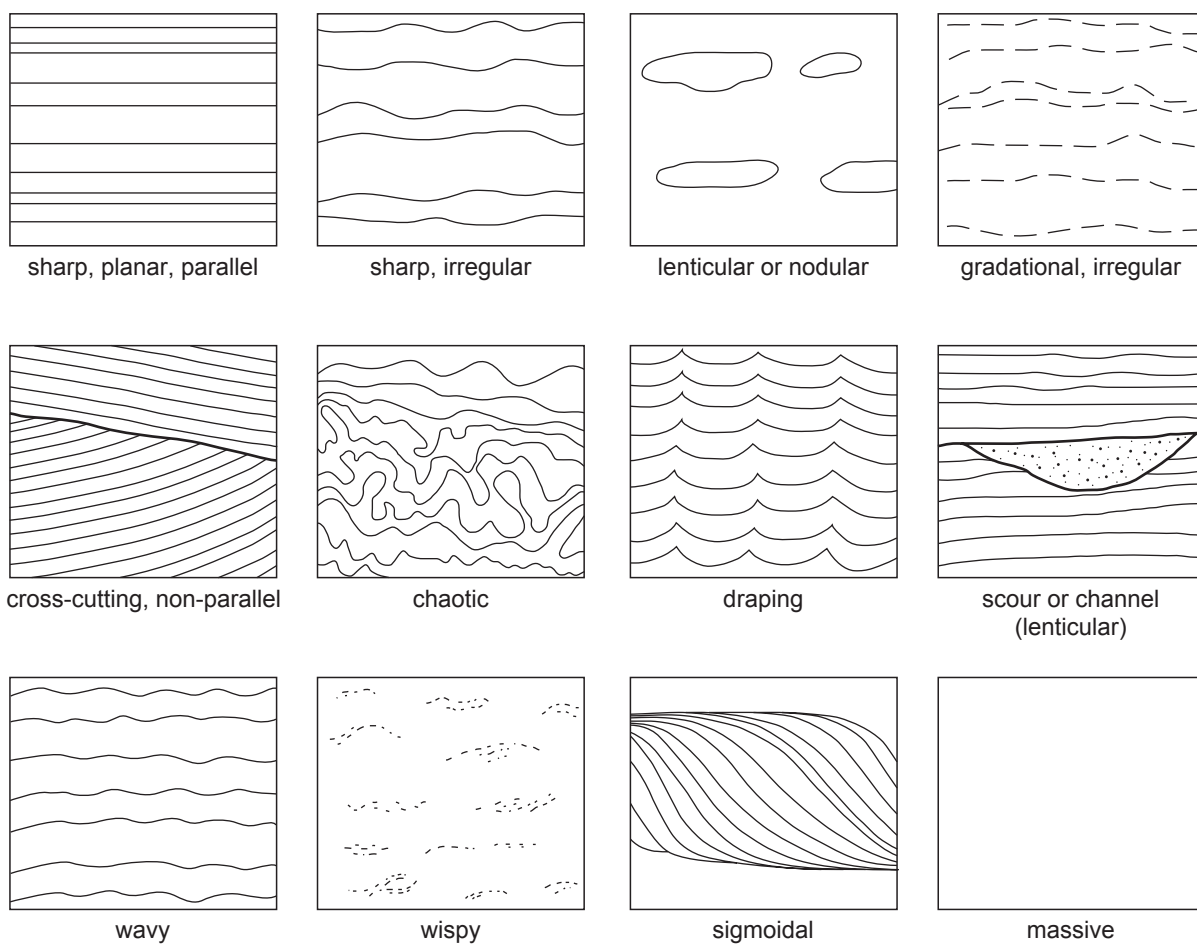 sharp, planar, parallel
sharp, irregular
lenticular or nodular
gradational, irregular
cross-cutting, non-parallel
chaotic
draping
scour or channel
(lenticular)
wavy
wispy
sigmoidal
massive